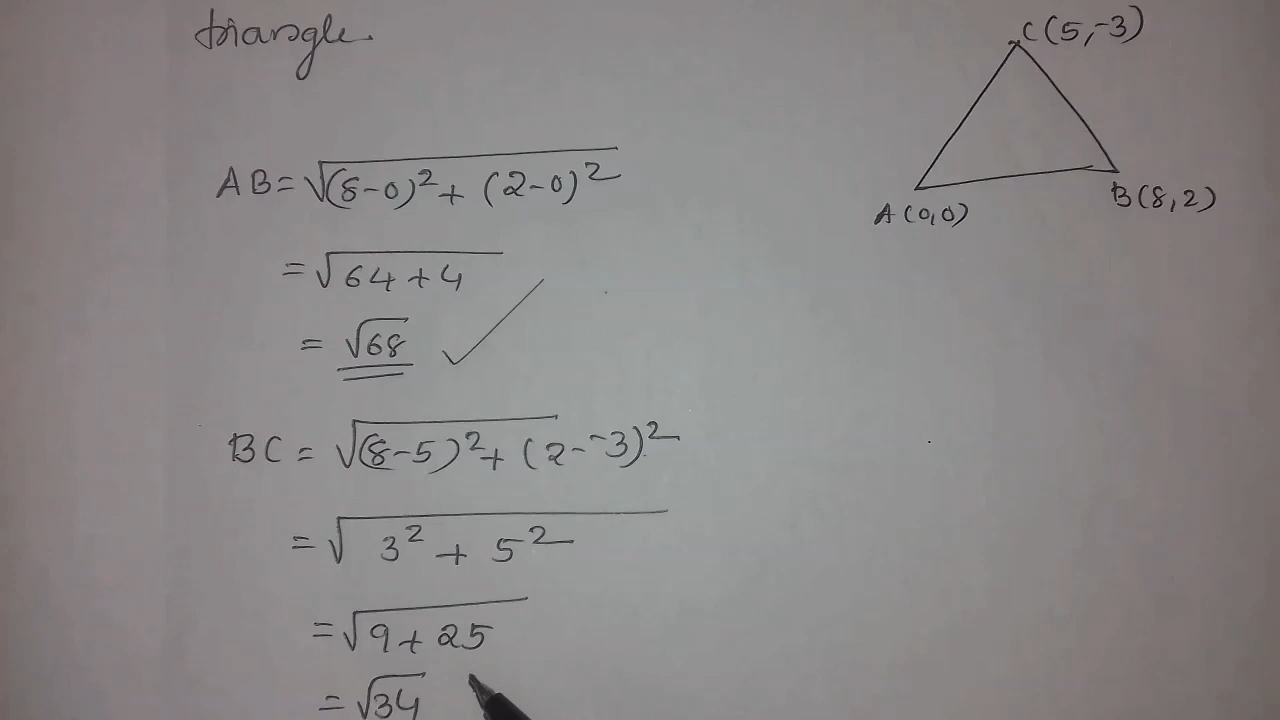 triangle.
C(5,-3)
A(0,0)
B(8,2)
AB = √(8-0)² + (2-0)²
= √64+4
= √68
BC = √(8-5)² + (2--3)²
= √3² + 5²
= √9+25
= √34